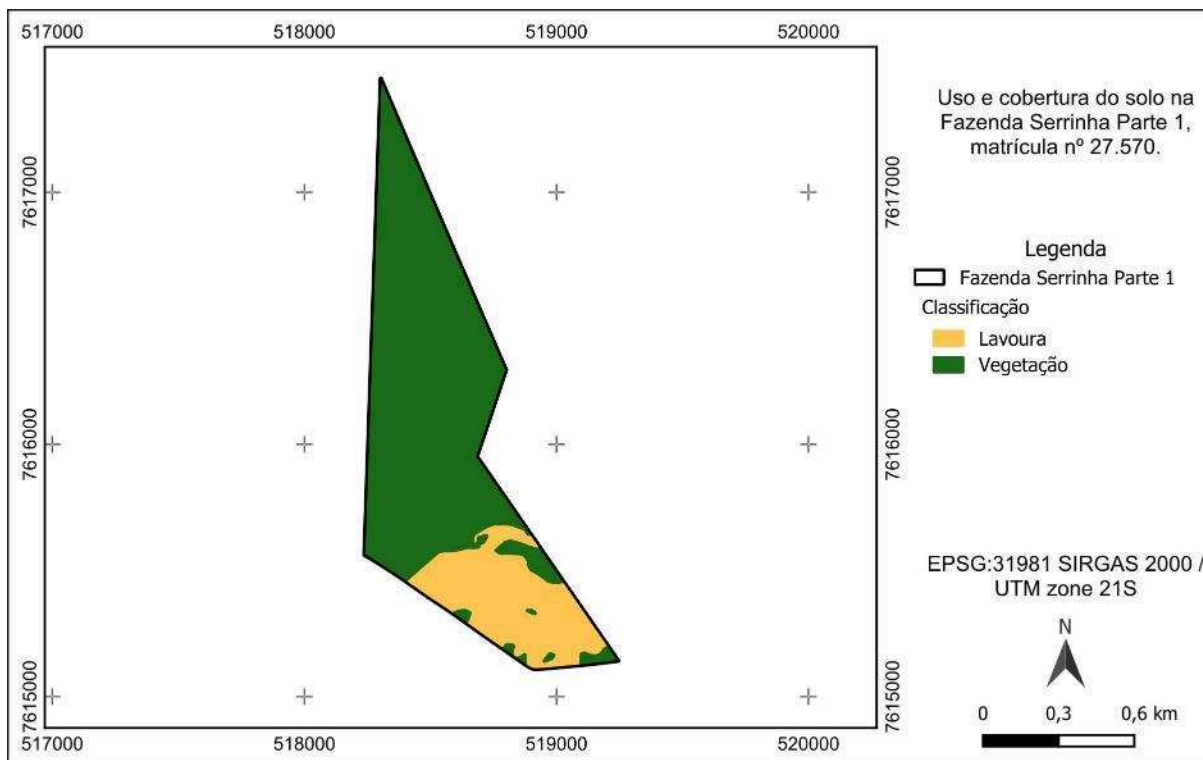 517000 518000 519000 520000
7617000 7617000
7616000 7616000
7615000 7615000
517000 518000 519000 520000
Uso e cobertura do solo na
Fazenda Serrinha Parte 1,
matrícula nº 27.570.
Legenda
Fazenda Serrinha Parte 1
Classificação
Lavoura
Vegetação
EPSG:31981 SIRGAS 2000 /
UTM zone 21S
N
0 0,3 0,6 km